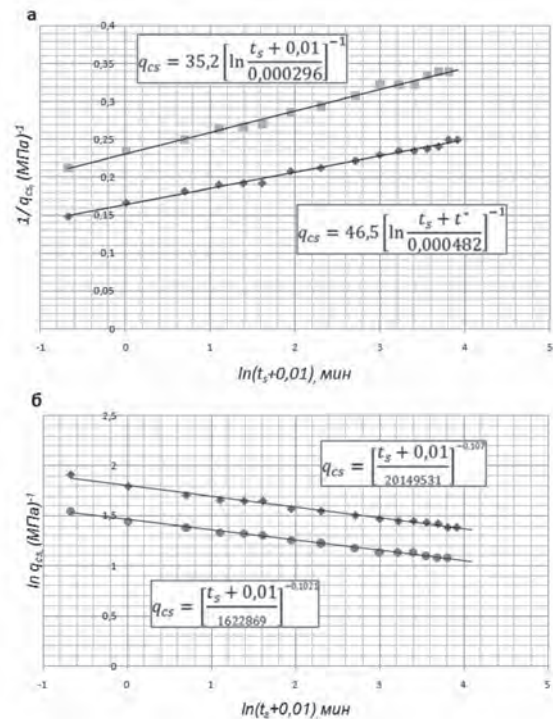 а
0,4
0,35
0,3
0,25
0,2
0,15
0,1
0,05
0
1/q_cs, (МПа)⁻¹
q_cs = 35,2 [ln (t_s + 0,01)/0,000296]⁻¹
q_cs = 46,5 [ln (t_s + t*)/0,000482]⁻¹
-1 0 1 2 3 4 5
ln(t_s+0,01), мин
б
2,5
2
1,5
1
0,5
0
ln q_cs, (МПа)⁻¹
q_cs = [(t_s + 0,01)/20149531]^(-0,107)
q_cs = [(t_s + 0,01)/1622869]^(-0,1021)
-1 0 1 2 3 4 5
ln(t_s+0,01) мин